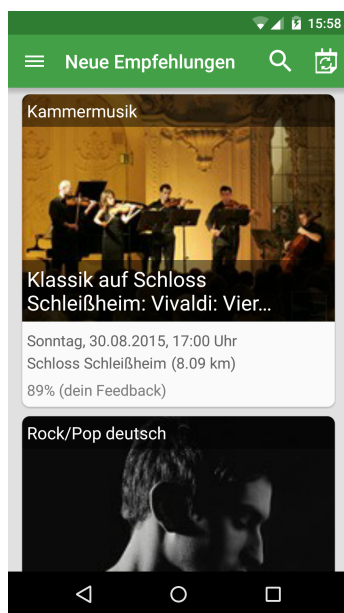 15:58
Neue Empfehlungen
Kammermusik
Klassik auf Schloss
Schleißheim: Vivaldi: Vier...
Sonntag, 30.08.2015, 17:00 Uhr
Schloss Schleißheim (8.09 km)
89% (dein Feedback)
Rock/Pop deutsch